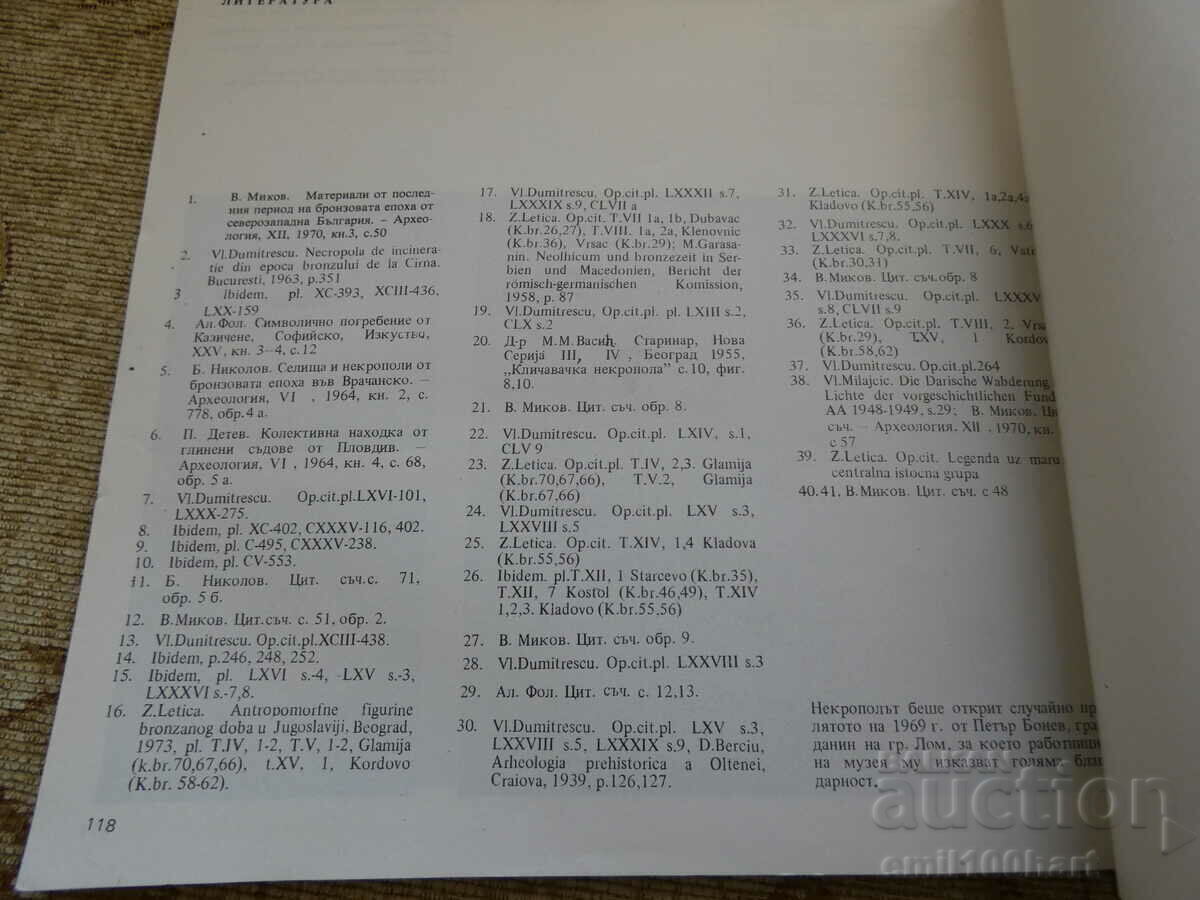 ЛИТЕРАТУРА
1. В. Миков. Материали от послед-
ния период на бронзовата епоха от
северозападна България. – Архео-
логия, XII, 1970, кн.3, с.50
2. Vl.Dumitrescu. Necropola de incinera-
tie din epoca bronzului de la Cirna.
Bucuresti, 1963, p.351
3 Ibidem, pl. XC-393, XCIII-436,
LXX-159
4. Ал.Фол. Символично погребение от
Казичене, Софийско, Изкуство,
XXV, кн. 3–4, с.12
5. Б. Николов. Селища и некрополи от
бронзовата епоха във Врачанско. –
Археология, VI , 1964, кн. 2, с.
778, обр.4 а.
6. П. Детев. Колективна находка от
глинени съдове от Пловдив. –
Археология, VI , 1964, кн. 4, с. 68,
обр. 5 а.
7. Vl.Dumitrescu. Op.cit.pl.LXVI-101,
LXXX-275.
8. Ibidem, pl. XC-402, CXXXV-116, 402.
9. Ibidem, pl. C-495, CXXXV-238.
10. Ibidem, pl. CV-553.
11. Б. Николов. Цит. съч.с. 71,
обр. 5 б.
12. В.Миков. Цит.съч. с. 51, обр. 2.
13. Vl.Dunitrescu. Op.cit.pl.XCIII-438.
14. Ibidem, p.246, 248, 252.
15. Ibidem, pl. LXVI s.-4, LXV s.-3,
LXXXVI s.-7,8.
16. Z.Letica. Antropomorfne figurine
bronzanog doba u Jugoslaviji, Beograd,
1973, pl. T.IV, 1-2, T.V, 1-2, Glamija
(k.br.70,67,66), t.XV, 1, Kordovo
(K.br. 58-62).
118
17. Vl.Dumitrescu. Op.cit.pl. LXXXII s.7,
LXXXIX s.9, CLVII a
18. Z.Letica. Op.cit. T.VII 1a, 1b, Dubavac
(K.br.26,27), T.VIII. 1a, 2a, Klenovnic
(K.br.36), Vrsac (K.br.29); M.Garasa-
nin. Neolhicum und bronzezeit in Ser-
bien und Macedonien, Bericht der
römisch-germanischen Komission,
1958, p. 87
19. Vl.Dumitrescu, Op.cit. pl. pl LXIII s.2,
CLX s.2
20. Д-р М.М.Васић. Старинар, Нова
Серија III, IV , Београд 1955,
„Кличавачка некропола” с.10, фиг.
8,10.
21. В. Миков. Цит. съч. обр. 8.
22. Vl.Dumitrescu. Op.cit.pl. LXIV, s.1,
CLV 9
23. Z.Letica. Op.cit. pl.T.IV, 2,3. Glamija
(K.br.70,67,66), T.V.2, Glamija
(K.br.67,66)
24. Vl.Dumitrescu. Op.cit.pl. LXV s.3,
LXXVIII s.5
25. Z.Letica. Op.cit. T.XIV, 1,4 Kladova
(K.br.55,56)
26. Ibidem. pl.T.XII, 1 Starcevo (K.br.35),
T.XII, 7 Kostol (K.br.46,49), T.XIV
1,2,3. Kladovo (K.br.55,56)
27. В. Миков. Цит. съч. обр. 9.
28. Vl.Dumitrescu. Op.cit.pl. LXXVIII s.3
29. Ал. Фол. Цит. съч. с. 12,13.
30. Vl.Dumitrescu. Op.cit.pl. LXV s.3,
LXXVIII s.5, LXXXIX s.9, D.Berciu,
Arheologia prehistorica a Olteniei,
Craiova, 1939, p.126,127.
31. Z.Letica. Op.cit. pl. T.XIV, 1a,2a,4a
Kladovo (K.br.55,56)
32. Vl.Dumitrescu. Op.cit.pl. LXXX s.6
LXXXVI s.7,8.
33. Z.Letica. Op.cit.pl. T.VII, 6,
(K.br.30,31)
34. В.Миков. Цит.съч.обр. 8
35. Vl.Dumitrescu. Op.cit.pl. LXXXV
s.8, CLVII s.9
36. Z.Letica. Op.cit.pl. T.VIII, 2,
(K.br.29), LXV, 1
(K.br.58,62)
37. Vl.Dumitrescu. Op.cit.pl.264
38. Vl.Milajcic. Die Darische Wabderung
Lichte der vorgeschichtlichen
AA 1948-1949, s.29; В. Миков.
съч. – Археология. XII , 1970, кн.
с 57
39. Z.Letica. Op.cit. Legenda uz
centralna istocna grupa
40.41. В.Миков. Цит. съч. с 48
Некрополът беше открит случайно
лятото на 1969 г. от Петър Бонев, гра
данин на гр. Лом, за което работници
на музея му изказват голяма бла
дарност.
BALKAN
auction
emil100hart